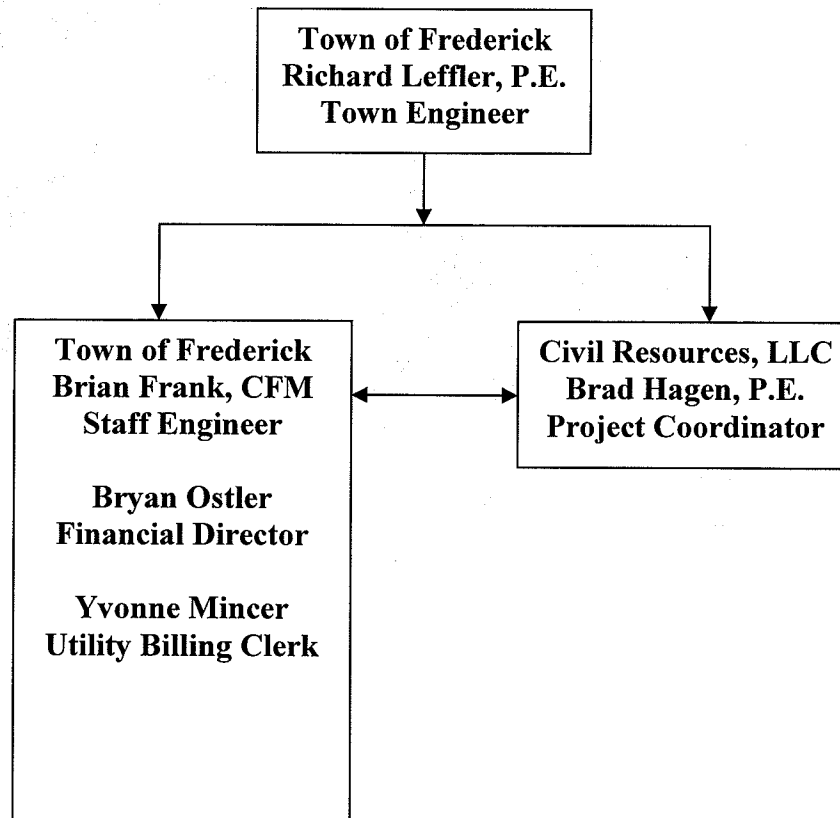 Town of Frederick
Richard Leffler, P.E.
Town Engineer
Town of Frederick
Brian Frank, CFM
Staff Engineer
Bryan Ostler
Financial Director
Yvonne Mincer
Utility Billing Clerk
Civil Resources, LLC
Brad Hagen, P.E.
Project Coordinator